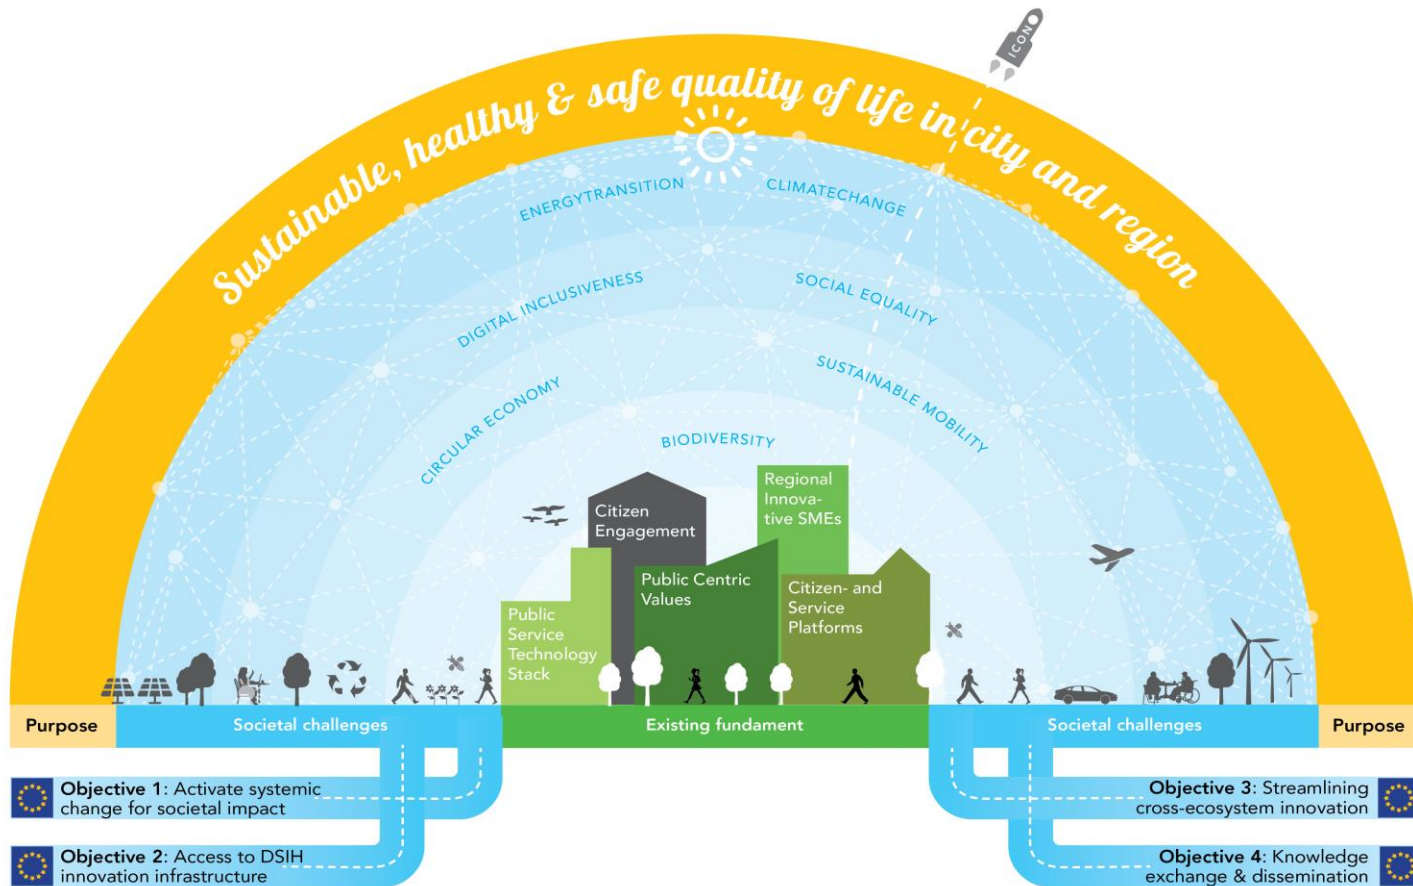 ICON
Sustainable, healthy & safe quality of life in city and region
ENERGYTRANSITION
CLIMATECHANGE
DIGITAL INCLUSIVENESS
SOCIAL EQUALITY
CIRCULAR ECONOMY
SUSTAINABLE MOBILITY
BIODIVERSITY
Citizen
Engagement
Regional
Innova-
tive SMEs
Public Centric
Values
Citizen- and
Service
Platforms
Public
Service
Technology
Stack
Purpose
Societal challenges
Existing fundament
Societal challenges
Purpose
Objective 1: Activate systemic
change for societal impact
Objective 2: Access to DSIH
innovation infrastructure
Objective 3: Streamlining
cross-ecosystem innovation
Objective 4: Knowledge
exchange & dissemination